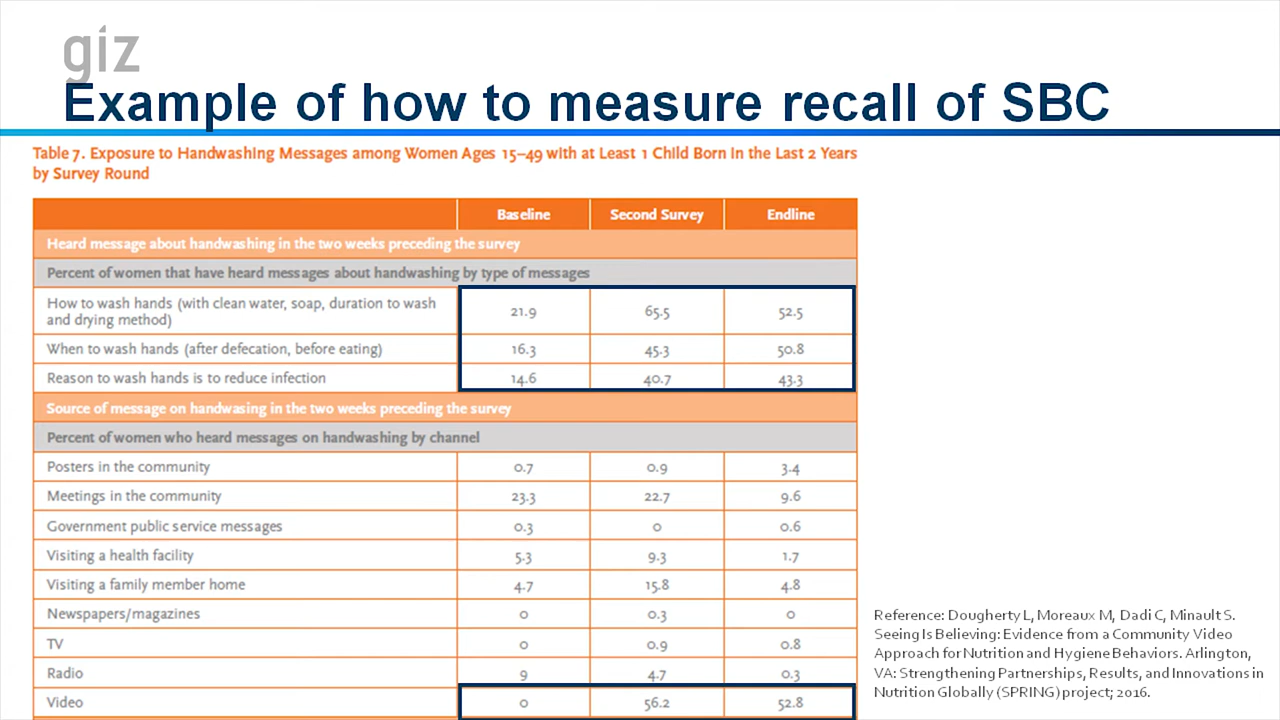 giz
Example of how to measure recall of SBC
Table 7. Exposure to Handwashing Messages among Women Ages 15–49 with at Least 1 Child Born in the Last 2 Years
by Survey Round
Baseline Second Survey Endline
Heard message about handwashing in the two weeks preceding the survey
Percent of women that have heard messages about handwashing by type of messages
How to wash hands (with clean water, soap, duration to wash
and drying method) 21.9 65.5 52.5
When to wash hands (after defecation, before eating) 16.3 45.3 50.8
Reason to wash hands is to reduce infection 14.6 40.7 43.3
Source of message on handwasing in the two weeks preceding the survey
Percent of women who heard messages on handwashing by channel
Posters in the community 0.7 0.9 3.4
Meetings in the community 23.3 22.7 9.6
Government public service messages 0.3 0 0.6
Visiting a health facility 5.3 9.3 1.7
Visiting a family member home 4.7 15.8 4.8
Newspapers/magazines 0 0.3 0
TV 0 0.9 0.8
Radio 9 4.7 0.3
Video 0 56.2 52.8
Reference: Dougherty L, Moreaux M, Dadi C, Minault S.
Seeing Is Believing: Evidence from a Community Video
Approach for Nutrition and Hygiene Behaviors. Arlington,
VA: Strengthening Partnerships, Results, and Innovations in
Nutrition Globally (SPRING) project; 2016.